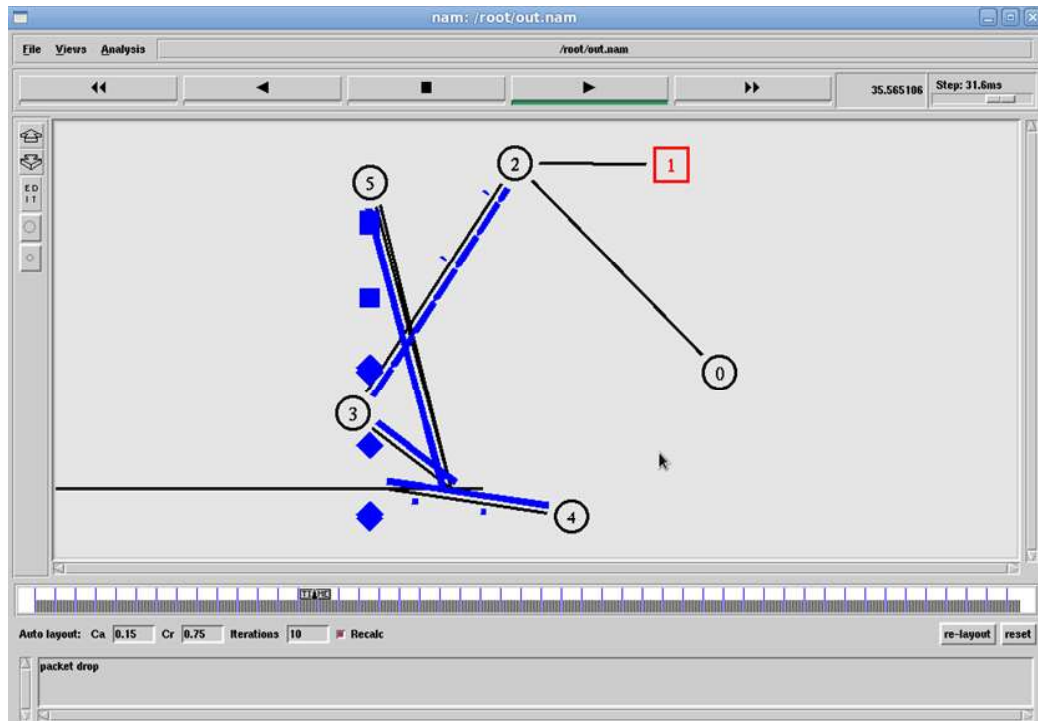 nam: /root/out.nam
File Views Analysis /root/out.nam
35.565106 Step: 31.6ms
ED
IT
2
1
5
0
3
4
TIME
Auto layout: Ca 0.15 Cr 0.75 Iterations 10 Recalc re-layout reset
packet drop